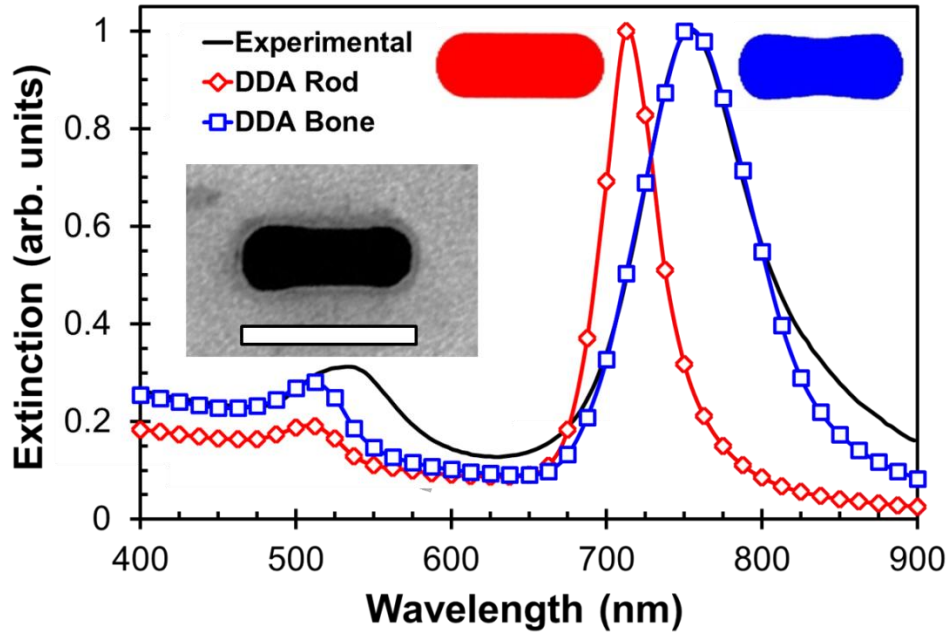 Experimental
DDA Rod
DDA Bone
Extinction (arb. units)
1
0.8
0.6
0.4
0.2
0
400 500 600 700 800 900
Wavelength (nm)